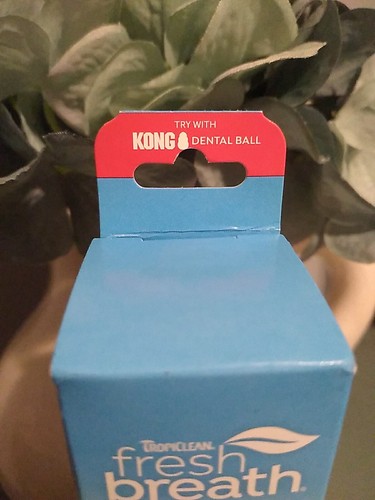 TRY WITH
KONG DENTAL BALL
TROPICLEAN.
fresh
breath®